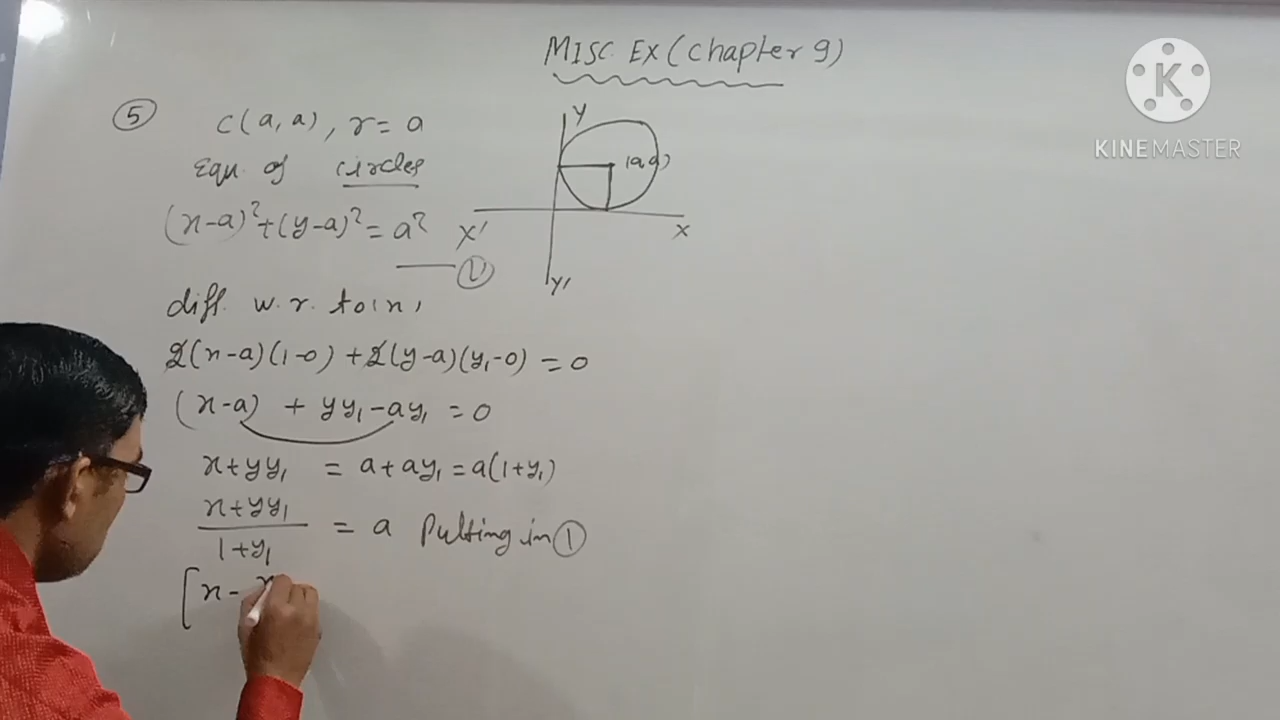 MISC. EX (Chapter 9)
K
KINEMASTER
⑤ C(a, a), r = a
Equ. of circles
(x-a)²+(y-a)² = a²
①
Y
(a,a)
X'
X
Y'
diff. w. r. to x,
2(x-a)(1-0) + 2(y-a)(y₁-0) = 0
(x-a) + yy₁ - ay₁ = 0
x+yy₁ = a+ay₁ = a(1+y₁)
x+yy₁
1+y₁
= a Putting in ①
[x-